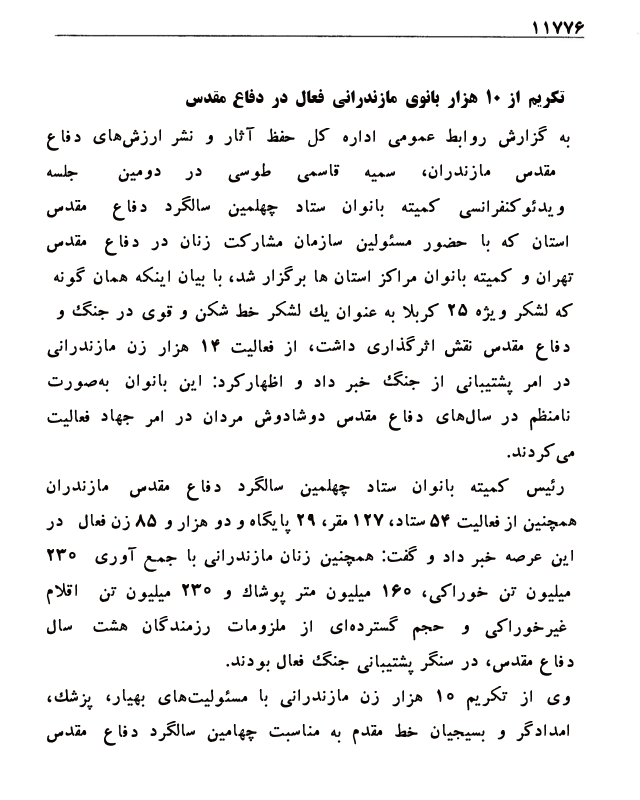 ۱۱۷۷۶
تکریم از ۱۰ هزار بانوی مازندرانی فعال در دفاع مقدس
به گزارش روابط عمومی اداره کل حفظ آثار و نشر ارزش‌های دفاع
مقدس مازندران، سمیه قاسمی طوسی در دومین جلسه
ویدئوکنفرانسی کمیته بانوان ستاد چهلمین سالگرد دفاع مقدس
استان که با حضور مسئولین سازمان مشارکت زنان در دفاع مقدس
تهران و کمیته بانوان مراکز استان ها برگزار شد، با بیان اینکه همان گونه
که لشکر ویژه ۲۵ کربلا به عنوان یك لشکر خط شکن و قوی در جنگ و
دفاع مقدس نقش اثرگذاری داشت، از فعالیت ۱۴ هزار زن مازندرانی
در امر پشتیبانی از جنگ خبر داد و اظهارکرد: این بانوان به‌صورت
نامنظم در سال‌های دفاع مقدس دوشادوش مردان در امر جهاد فعالیت
می‌کردند.
رئیس کمیته بانوان ستاد چهلمین سالگرد دفاع مقدس مازندران
همچنین از فعالیت ۵۴ ستاد، ۱۲۷ مقر، ۲۹ پایگاه و دو هزار و ۸۵ زن فعال در
این عرصه خبر داد و گفت: همچنین زنان مازندرانی با جمع آوری ۲۳۰
میلیون تن خوراکی، ۱۶۰ میلیون متر پوشاك و ۲۳۰ میلیون تن اقلام
غیرخوراکی و حجم گسترده‌ای از ملزومات رزمندگان هشت سال
دفاع مقدس، در سنگر پشتیبانی جنگ فعال بودند.
وی از تکریم ۱۰ هزار زن مازندرانی با مسئولیت‌های بهیار، پزشك،
امدادگر و بسیجیان خط مقدم به مناسبت چهامین سالگرد دفاع مقدس